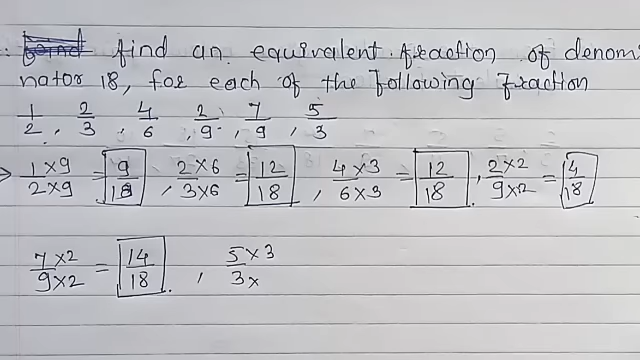 find an equivalent fraction of denomi
nator 18, for each of the following fraction
1/2, 2/3, 4/6, 2/9, 7/9, 5/3
→ 1×9/2×9 = 9/18, 2×6/3×6 = 12/18, 4×3/6×3 = 12/18, 2×2/9×2 = 4/18
7×2/9×2 = 14/18, 5×3/3×